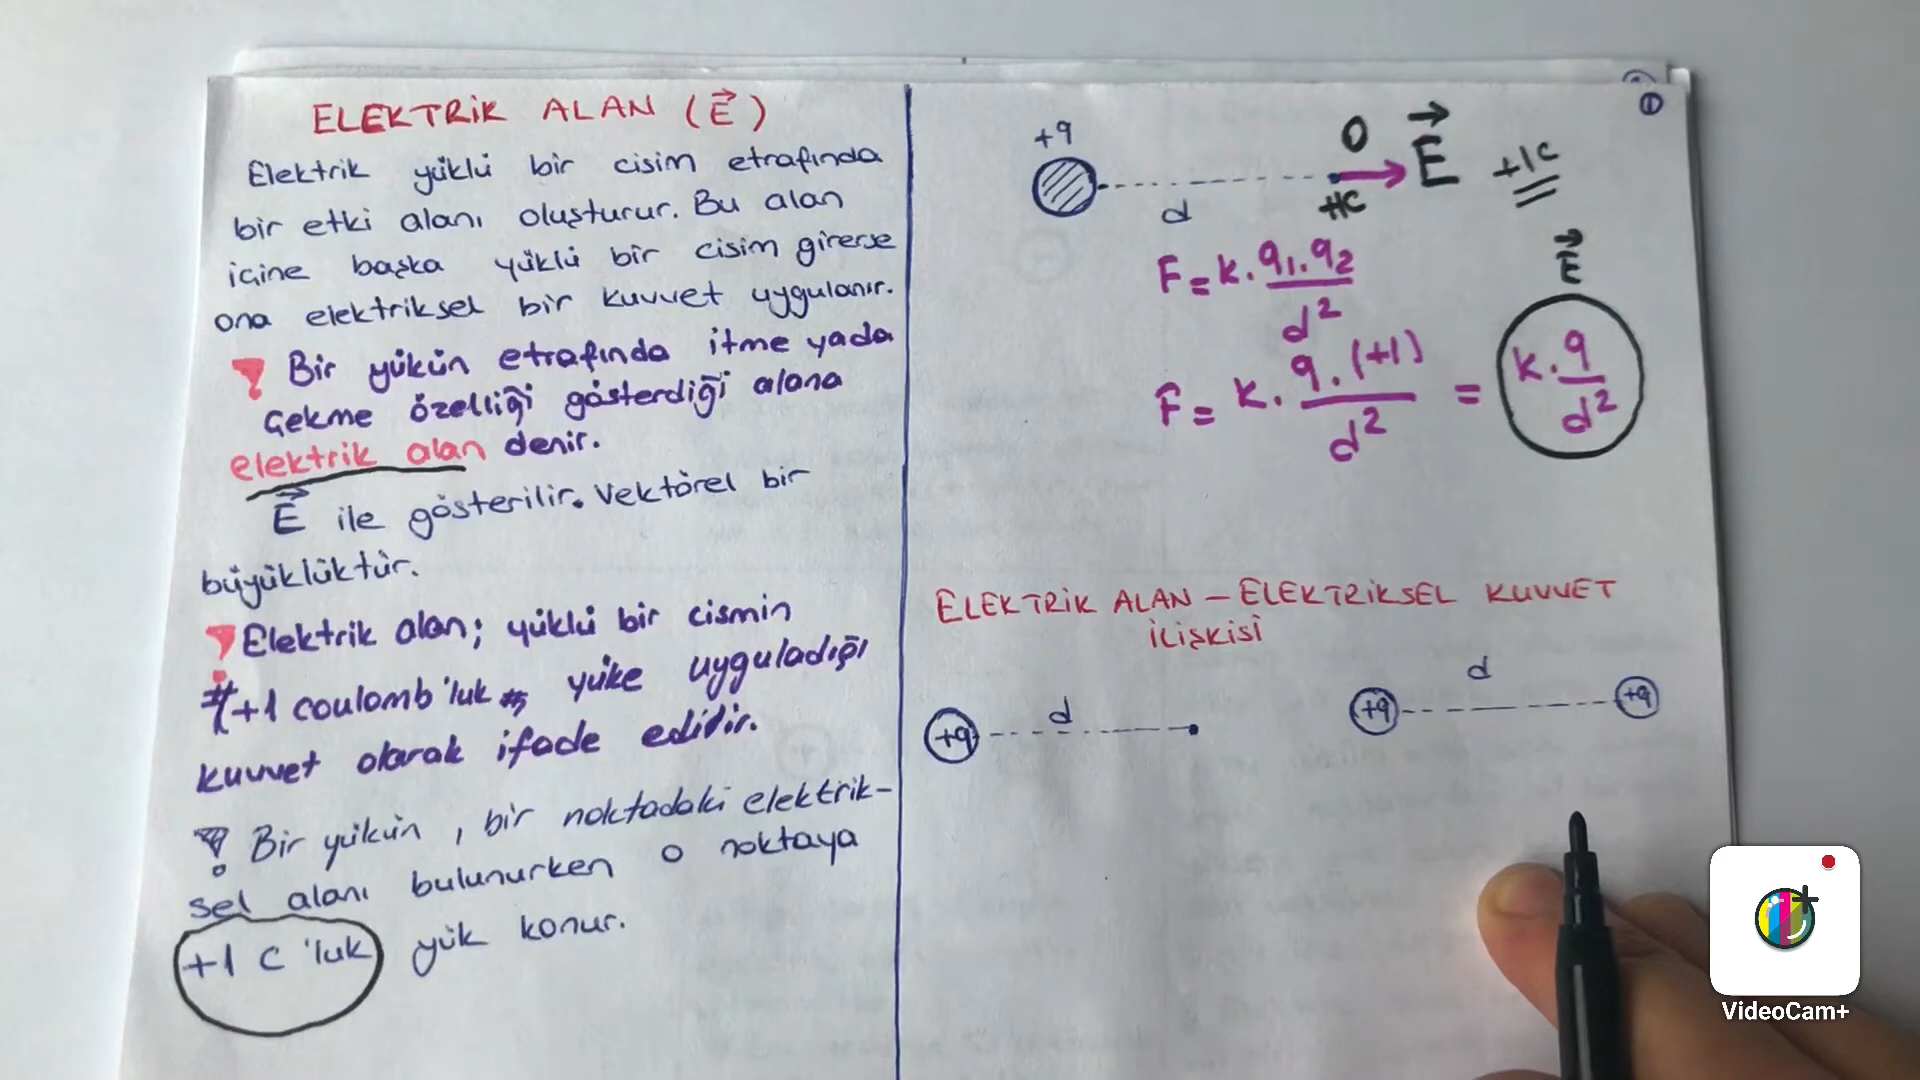 ELEKTRİK ALAN (E)
Elektrik yüklü bir cisim etrafında
bir etki alanı oluşturur. Bu alan
içine başka yüklü bir cisim girerse
ona elektriksel bir kuvvet uygulanır.
Bir yükün etrafında itme yada
çekme özelliği gösterdiği alana
elektrik alan denir.
E ile gösterilir. Vektörel bir
büyüklüktür.
Elektrik alan; yüklü bir cismin
+1 coulomb'luk yüke uyguladığı
kuvvet olarak ifade edilir.
Bir yükün, bir noktadaki elektrik-
sel alanı bulunurken o noktaya
+1 C'luk yük konur.
1
+q O E +1C
d +1C
F = k. q1.q2 / d²
E
F = k. q.(+1) / d² = k. q / d²
ELEKTRİK ALAN – ELEKTRİKSEL KUVVET
İLİŞKİSİ
+q d
+q d +q
VideoCam+